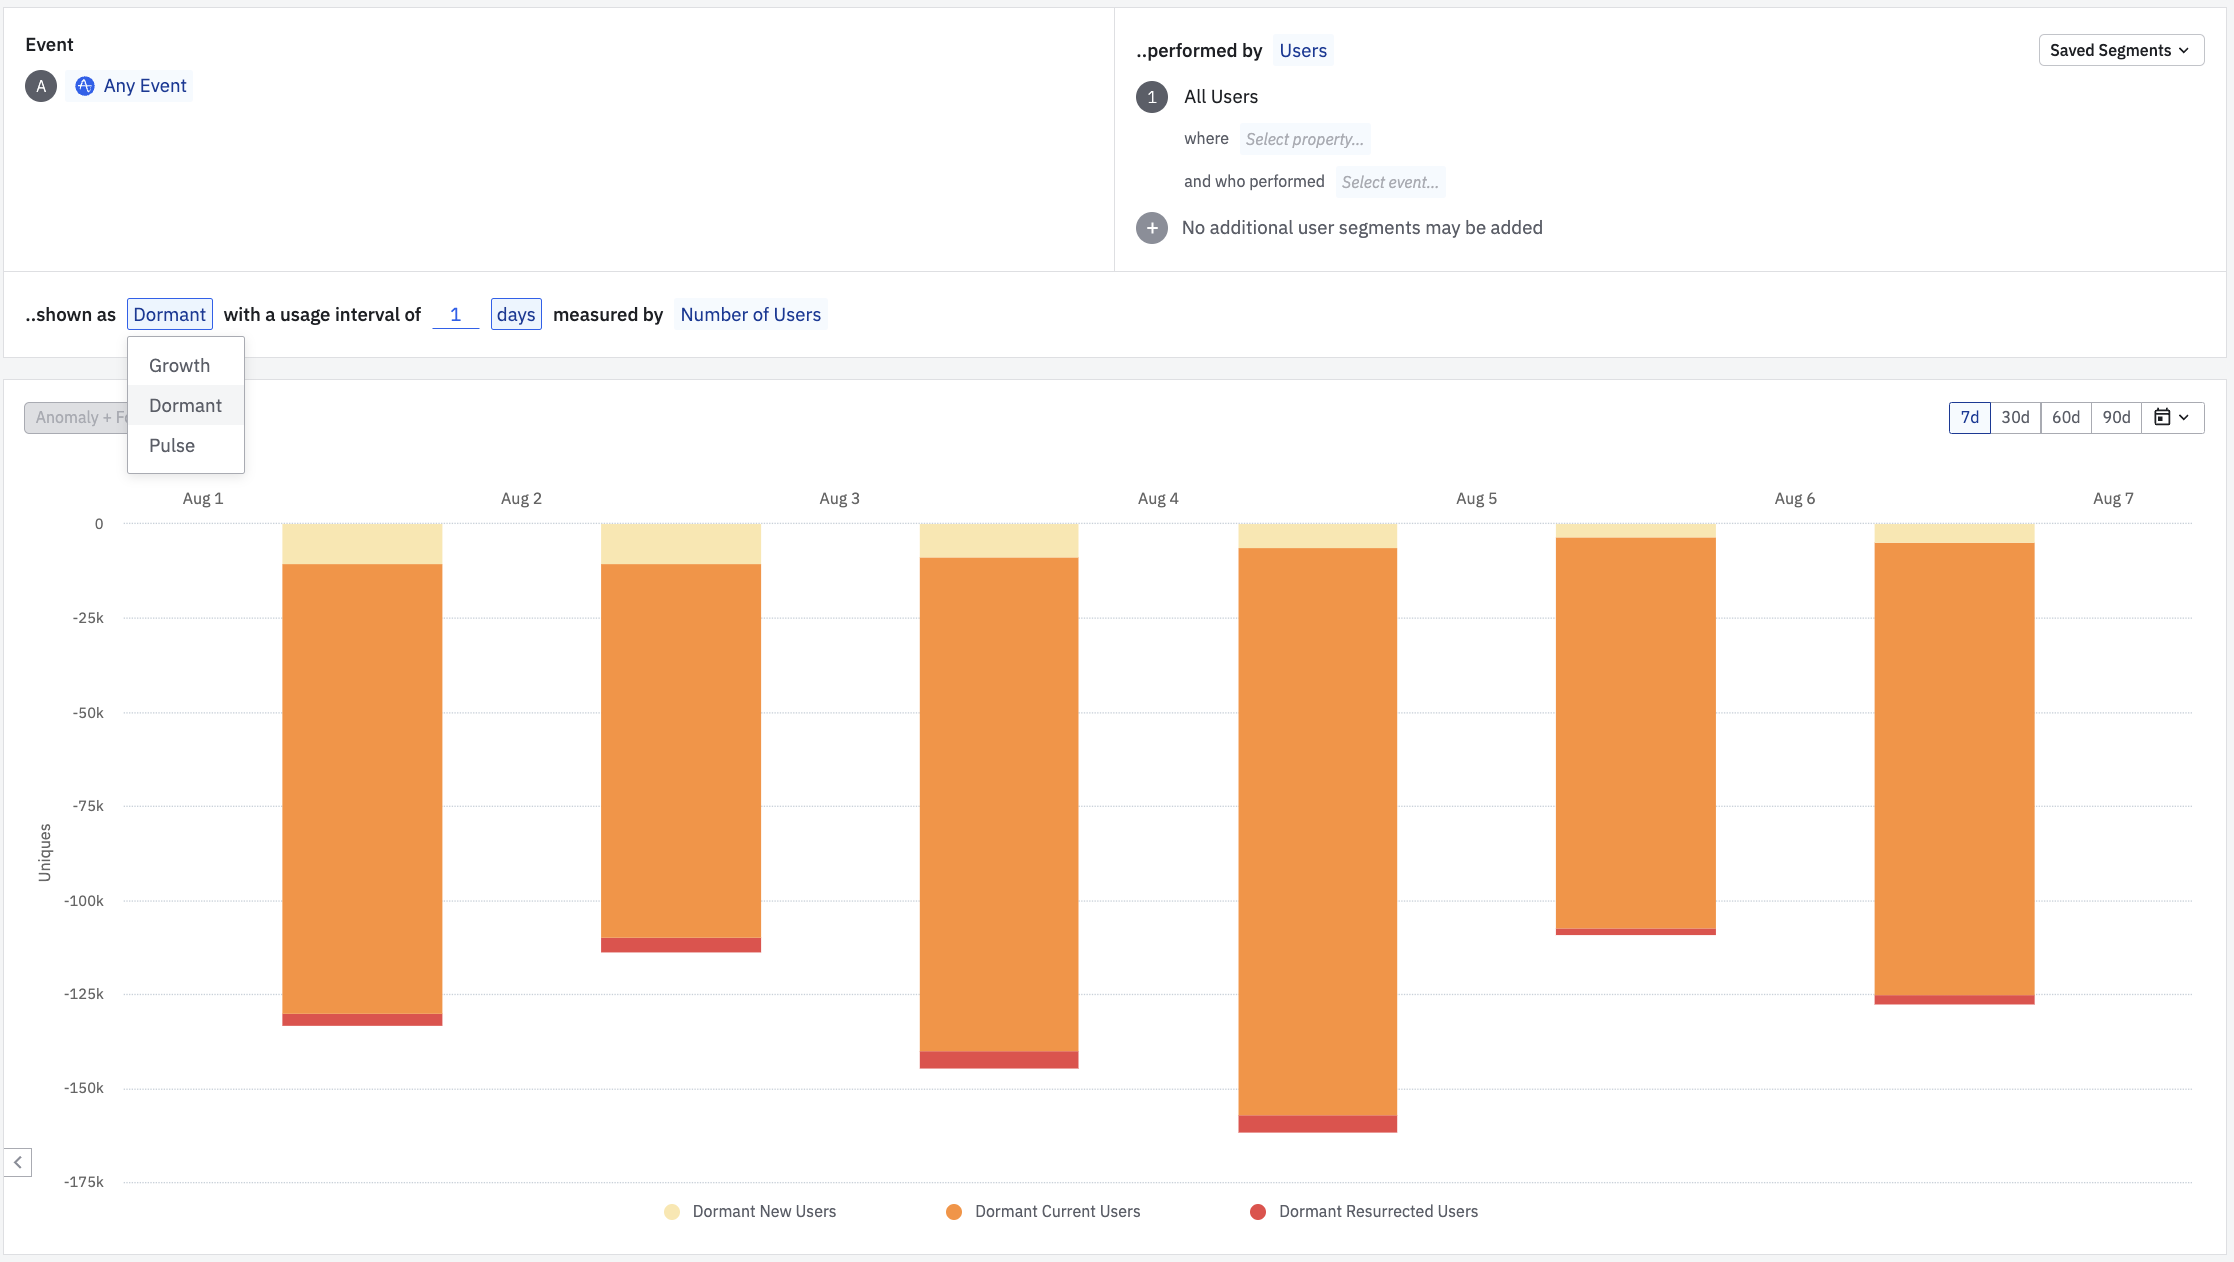 Event
A Any Event
..performed by Users
Saved Segments
1 All Users
where Select property...
and who performed Select event...
+ No additional user segments may be added
..shown as Dormant with a usage interval of 1 days measured by Number of Users
Growth
Dormant
Pulse
Anomaly +
7d 30d 60d 90d
Aug 1 Aug 2 Aug 3 Aug 4 Aug 5 Aug 6 Aug 7
0
-25k
-50k
-75k
-100k
-125k
-150k
-175k
Uniques
Dormant New Users Dormant Current Users Dormant Resurrected Users